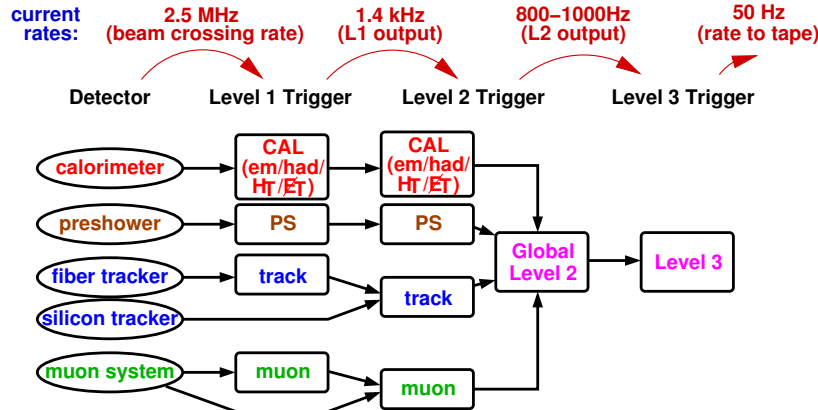 current rates:
2.5 MHz
(beam crossing rate)
1.4 kHz
(L1 output)
800−1000Hz
(L2 output)
50 Hz
(rate to tape)
Detector
Level 1 Trigger
Level 2 Trigger
Level 3 Trigger
calorimeter
CAL
(em/had/
HT/ET)
CAL
(em/had/
HT/ET)
preshower
PS
PS
Global
Level 2
Level 3
fiber tracker
track
track
silicon tracker
muon system
muon
muon